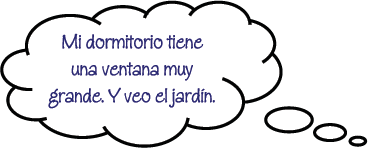 Mi dormitorio tiene
una ventana muy
grande. Y veo el jardín.